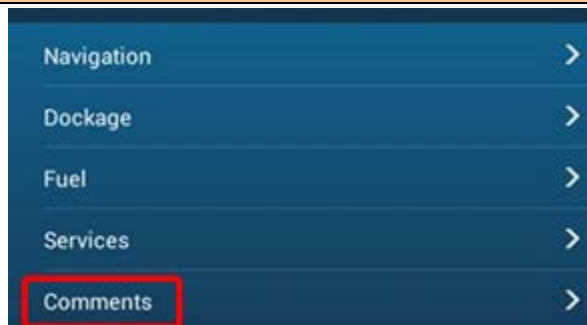 Navigation
Dockage
Fuel
Services
Comments